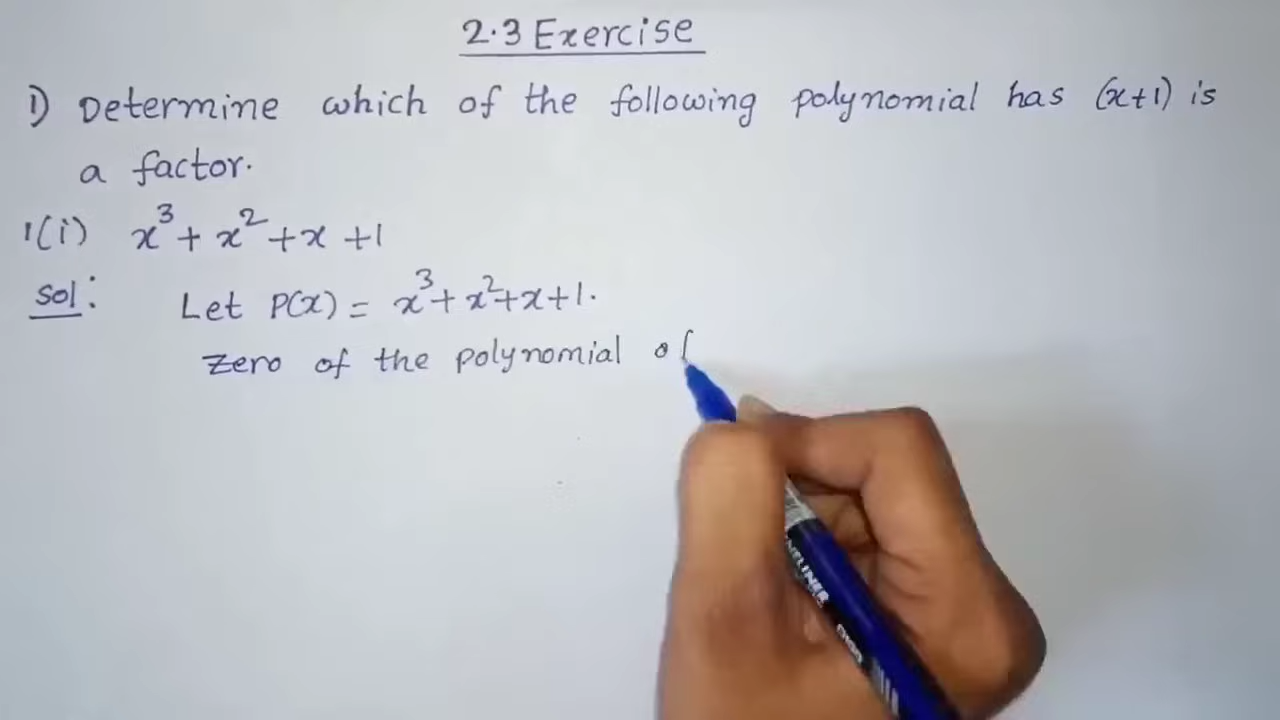 2.3 Exercise
1) Determine which of the following polynomial has (x+1) is
a factor.
1(i) x³ + x² + x + 1
Sol: Let P(x) = x³ + x² + x + 1.
Zero of the polynomial of